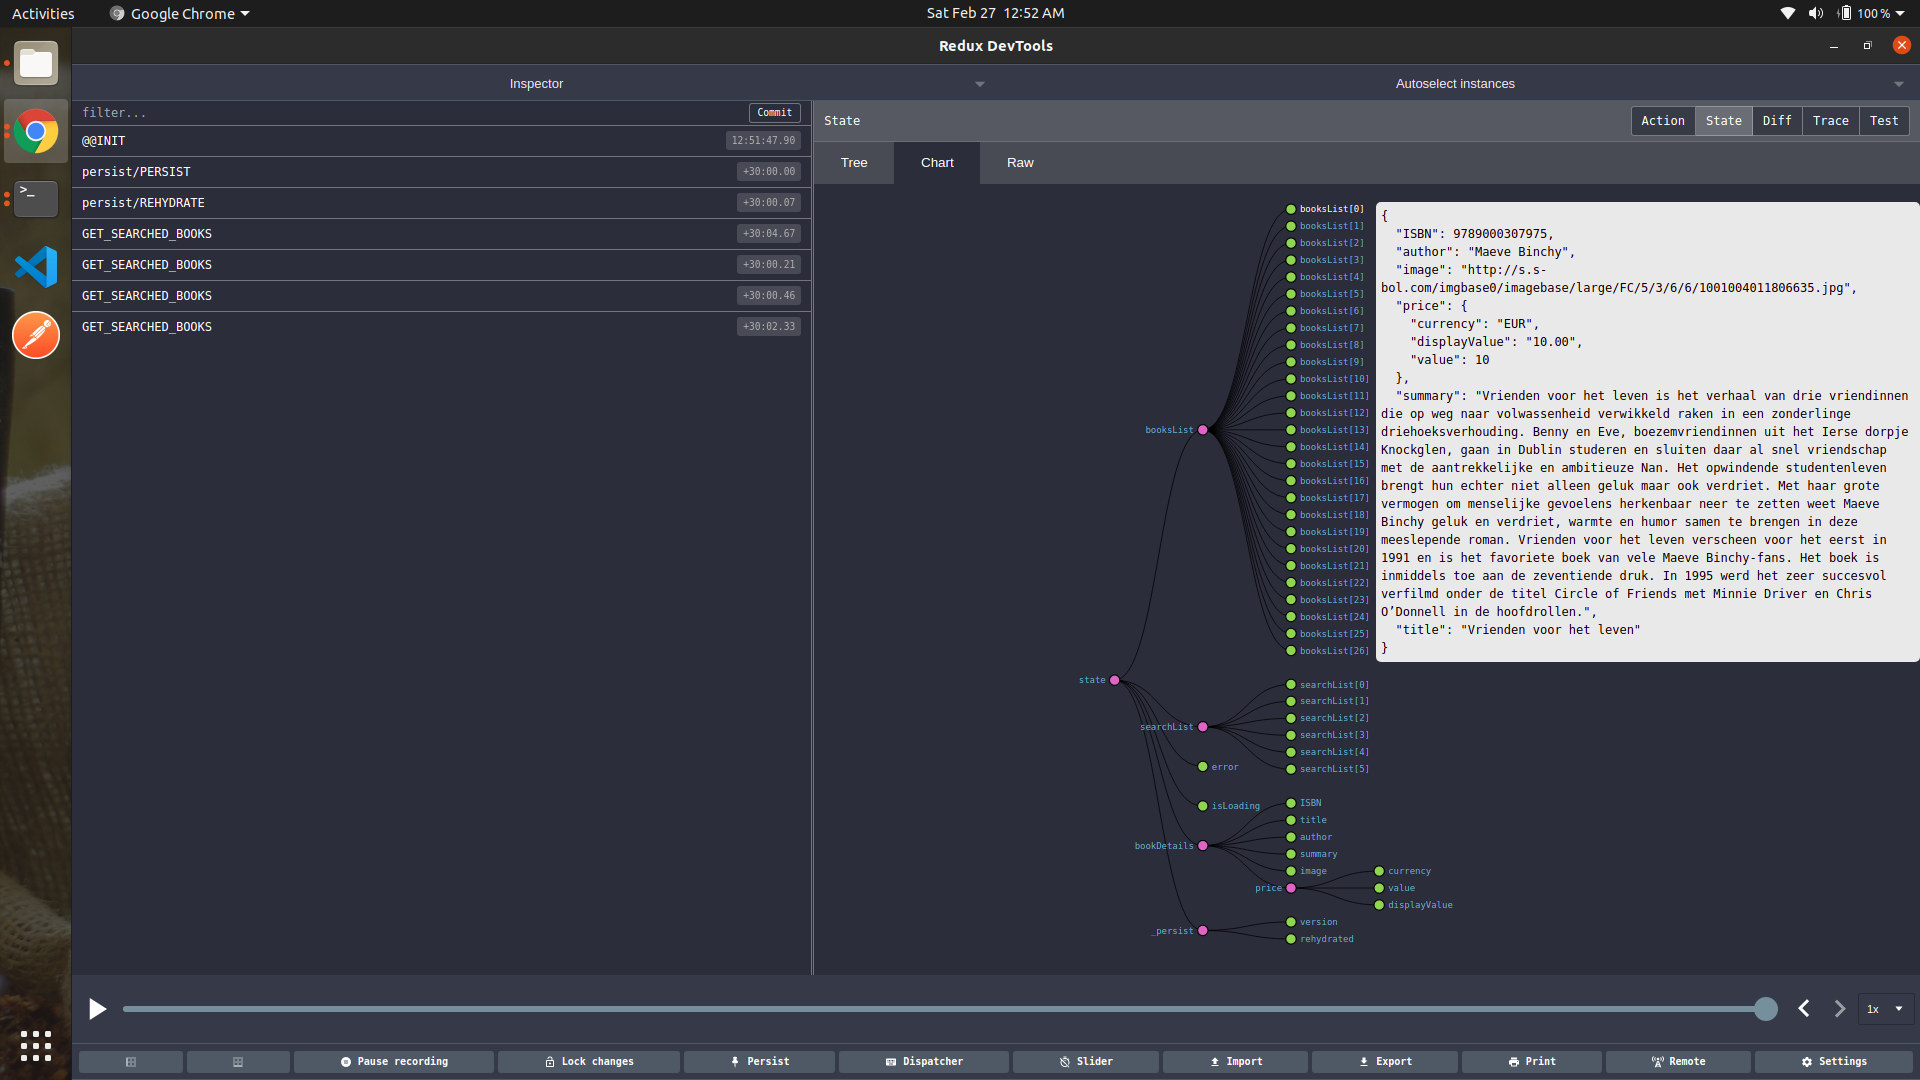 Activities
Google Chrome
Sat Feb 27 12:52 AM
100 %
Redux DevTools
Inspector
Autoselect instances
filter...
Commit
@@INIT
12:51:47.90
persist/PERSIST
+30:00.00
persist/REHYDRATE
+30:00.07
GET_SEARCHED_BOOKS
+30:04.67
GET_SEARCHED_BOOKS
+30:00.21
GET_SEARCHED_BOOKS
+30:00.46
GET_SEARCHED_BOOKS
+30:02.33
State
Action
State
Diff
Trace
Test
Tree
Chart
Raw
booksList[0]
booksList[1]
booksList[2]
booksList[3]
booksList[4]
booksList[5]
booksList[6]
booksList[7]
booksList[8]
booksList[9]
booksList[10]
booksList[11]
booksList[12]
booksList[13]
booksList
booksList[14]
booksList[15]
booksList[16]
booksList[17]
booksList[18]
booksList[19]
booksList[20]
booksList[21]
booksList[22]
booksList[23]
booksList[24]
booksList[25]
booksList[26]
{
"ISBN": 9789000307975,
"author": "Maeve Binchy",
"image": "http://s.s-
bol.com/imgbase0/imagebase/large/FC/5/3/6/6/1001004011806635.jpg",
"price": {
"currency": "EUR",
"displayValue": "10.00",
"value": 10
},
"summary": "Vrienden voor het leven is het verhaal van drie vriendinnen
die op weg naar volwassenheid verwikkeld raken in een zonderlinge
driehoeksverhouding. Benny en Eve, boezemvriendinnen uit het Ierse dorpje
Knockglen, gaan in Dublin studeren en sluiten daar al snel vriendschap
met de aantrekkelijke en ambitieuze Nan. Het opwindende studentenleven
brengt hun echter niet alleen geluk maar ook verdriet. Met haar grote
vermogen om menselijke gevoelens herkenbaar neer te zetten weet Maeve
Binchy geluk en verdriet, warmte en humor samen te brengen in deze
meeslepende roman. Vrienden voor het leven verscheen voor het eerst in
1991 en is het favoriete boek van vele Maeve Binchy-fans. Het boek is
inmiddels toe aan de zeventiende druk. In 1995 werd het zeer succesvol
verfilmd onder de titel Circle of Friends met Minnie Driver en Chris
O’Donnell in de hoofdrollen.",
"title": "Vrienden voor het leven"
}
state
searchList[0]
searchList[1]
searchList[2]
searchList
searchList[3]
searchList[4]
searchList[5]
error
isLoading
ISBN
title
author
bookDetails
summary
image
price
currency
value
displayValue
_persist
version
rehydrated
1x
Pause recording
Lock changes
Persist
Dispatcher
Slider
Import
Export
Print
Remote
Settings